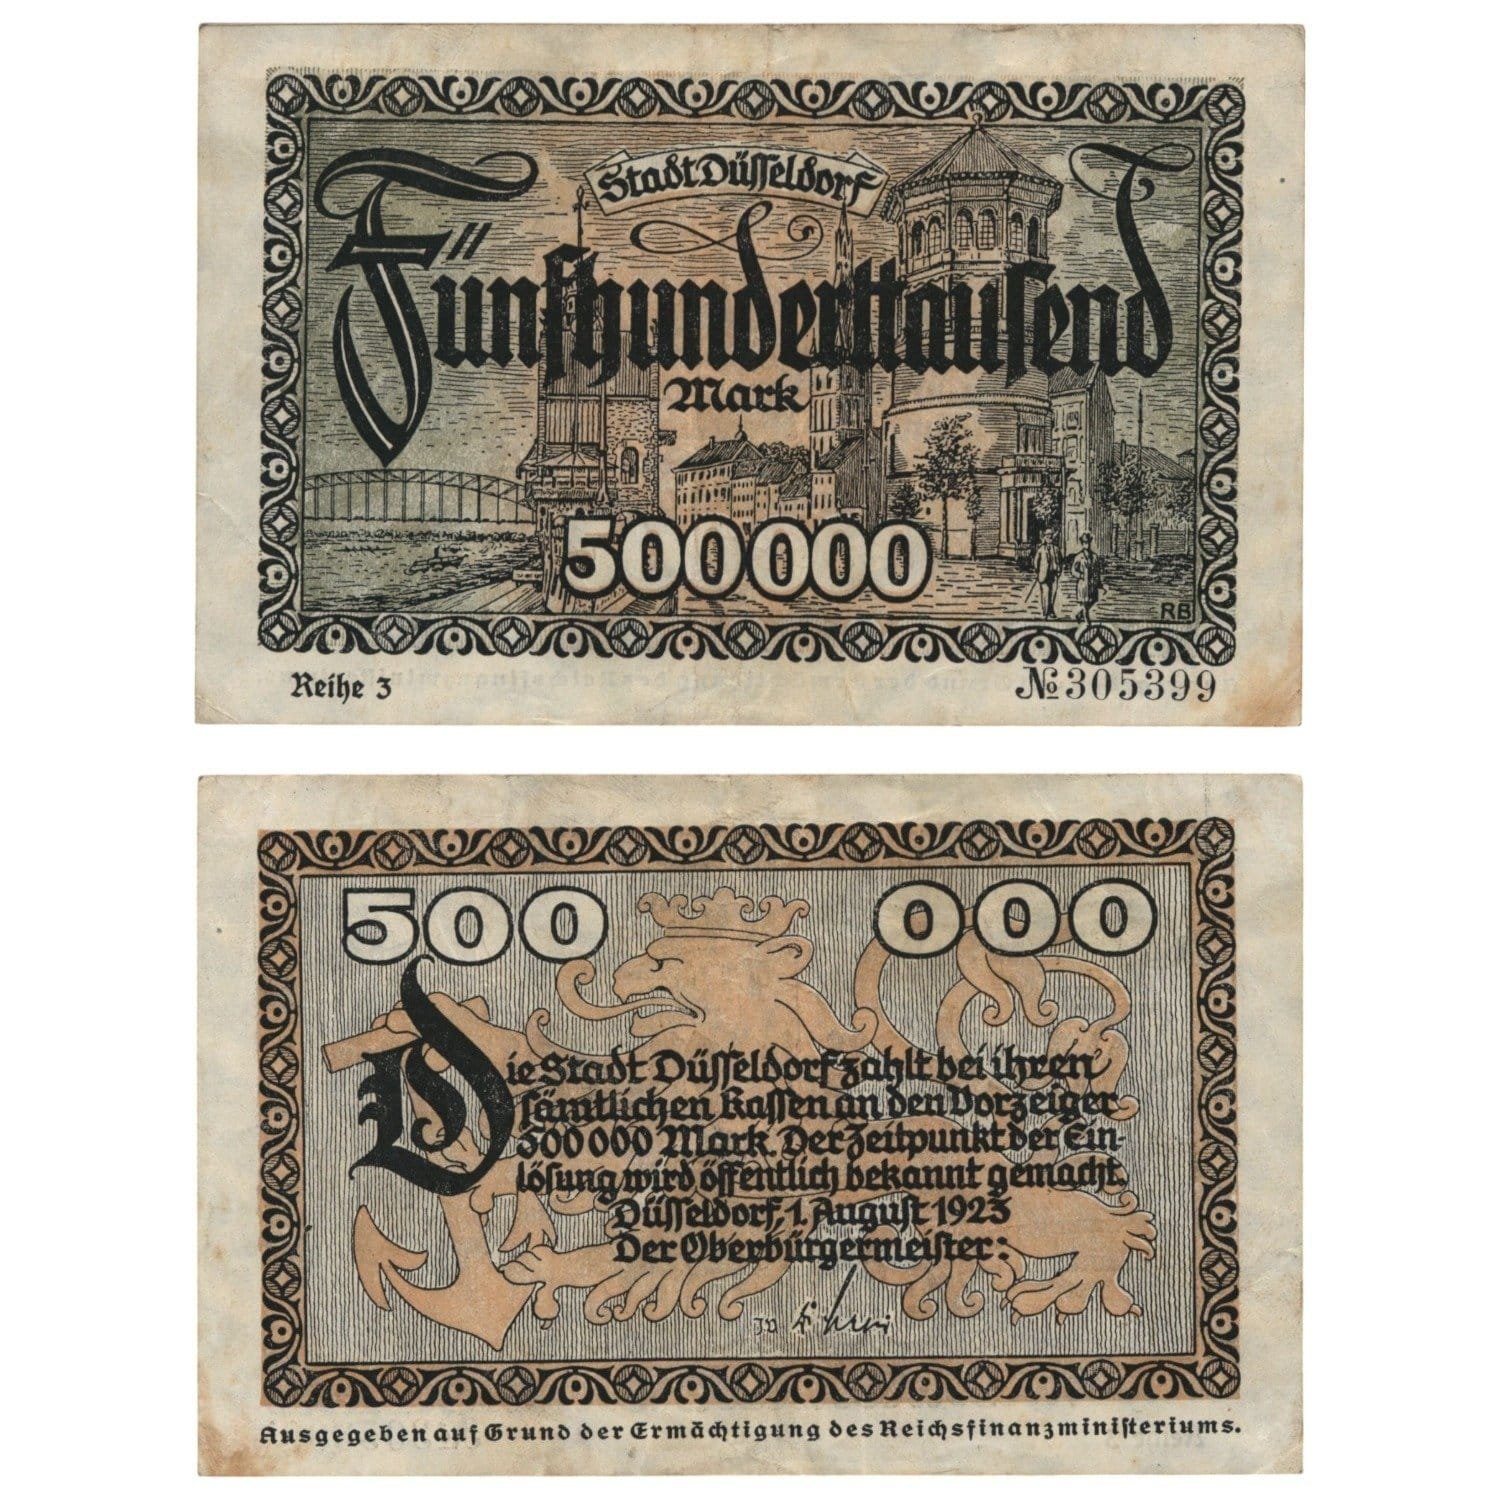 Stadt Düsseldorf
Fünfhunderttausend
Mark
500000
RB
Reihe 3
№305399
500 000
Die Stadt Düsseldorf zahlt bei ihren
sämtlichen Kassen an den Vorzeiger
500000 Mark. Der Zeitpunkt der Ein-
lösung wird öffentlich bekannt gemacht.
Düsseldorf, 1. August 1923
Der Oberbürgermeister:
JV
Ausgegeben auf Grund der Ermächtigung des Reichsfinanzministeriums.